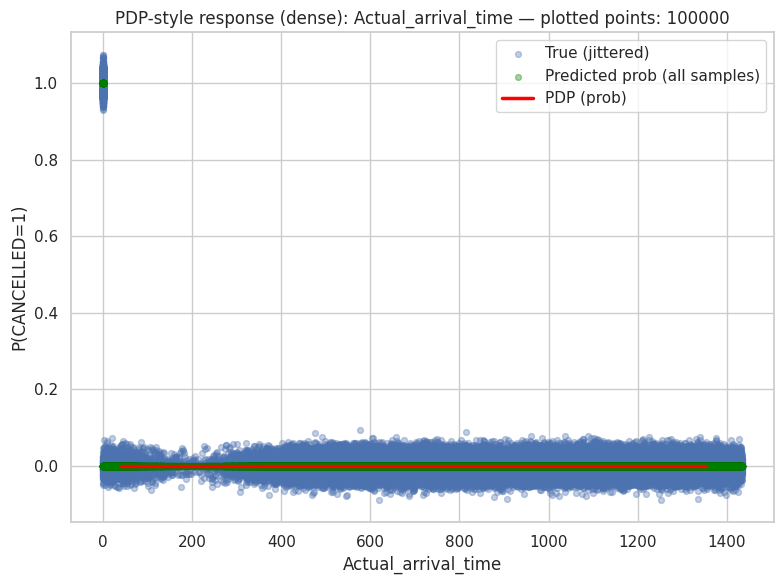 PDP-style response (dense): Actual_arrival_time — plotted points: 100000
True (jittered)
Predicted prob (all samples)
PDP (prob)
P(CANCELLED=1)
1.0
0.8
0.6
0.4
0.2
0.0
0 200 400 600 800 1000 1200 1400
Actual_arrival_time